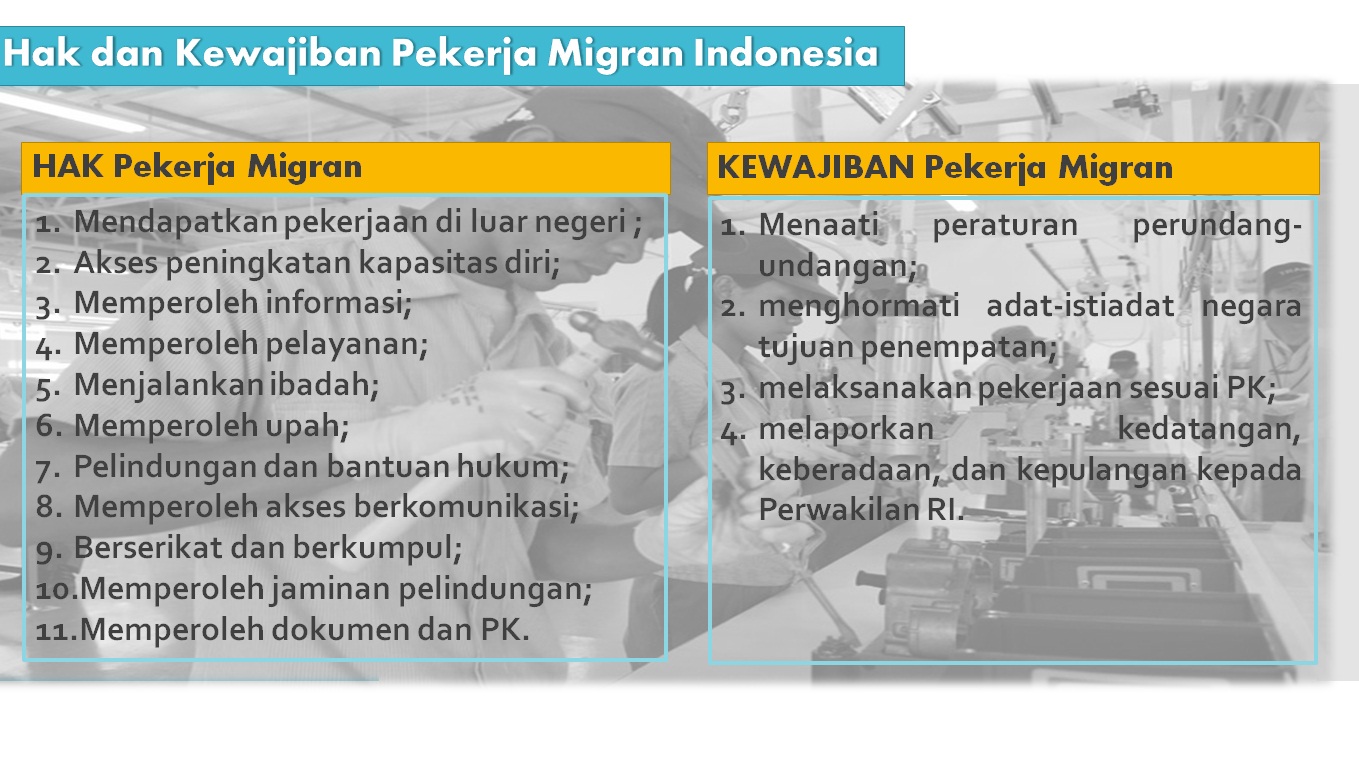 Hak dan Kewajiban Pekerja Migran Indonesia
HAK Pekerja Migran
1. Mendapatkan pekerjaan di luar negeri ;
2. Akses peningkatan kapasitas diri;
3. Memperoleh informasi;
4. Memperoleh pelayanan;
5. Menjalankan ibadah;
6. Memperoleh upah;
7. Pelindungan dan bantuan hukum;
8. Memperoleh akses berkomunikasi;
9. Berserikat dan berkumpul;
10. Memperoleh jaminan pelindungan;
11. Memperoleh dokumen dan PK.
KEWAJIBAN Pekerja Migran
1. Menaati peraturan perundang-
undangan;
2. menghormati adat-istiadat negara
tujuan penempatan;
3. melaksanakan pekerjaan sesuai PK;
4. melaporkan kedatangan,
keberadaan, dan kepulangan kepada
Perwakilan RI.